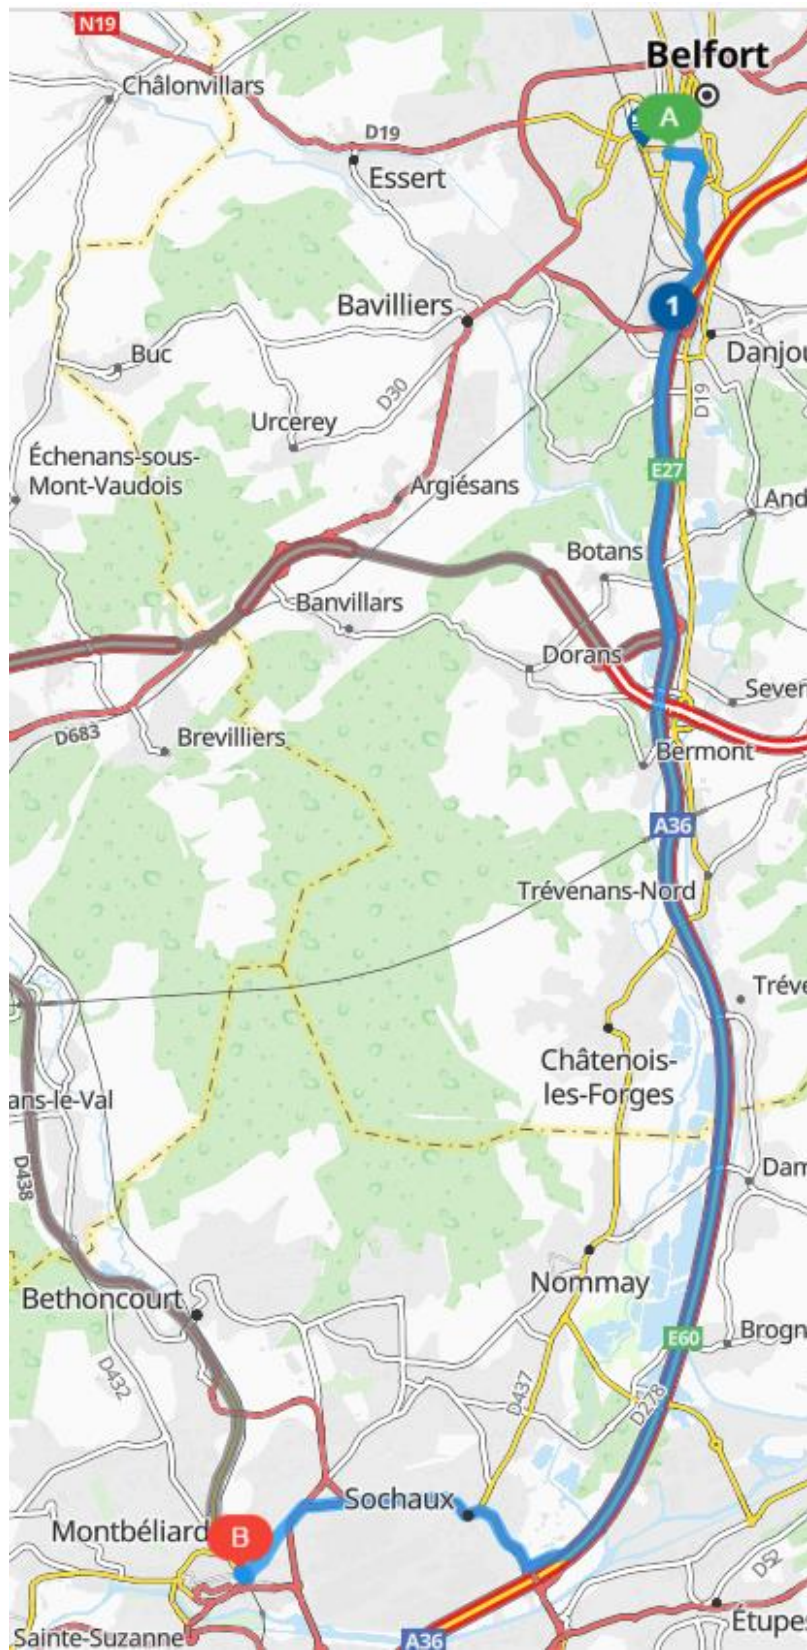 N19
Belfort
Châlonvillars
A
D19
Essert
Bavilliers
1
Danjou
Buc
D30
D19
Urcerey
Échenans-sous-
Mont-Vaudois
E27
Argiésans
And
Botans
Banvillars
Dorans
Seven
D683
Brevilliers
Bermont
A36
Trévenans-Nord
Tréve
Châtenois-
les-Forges
ans-le-Val
D438
Dam
Bethoncourt
Nommay
E60
Brogn
D432
D437
D278
Sochaux
Montbéliard
B
D52
Étupe
Sainte-Suzanne
A36